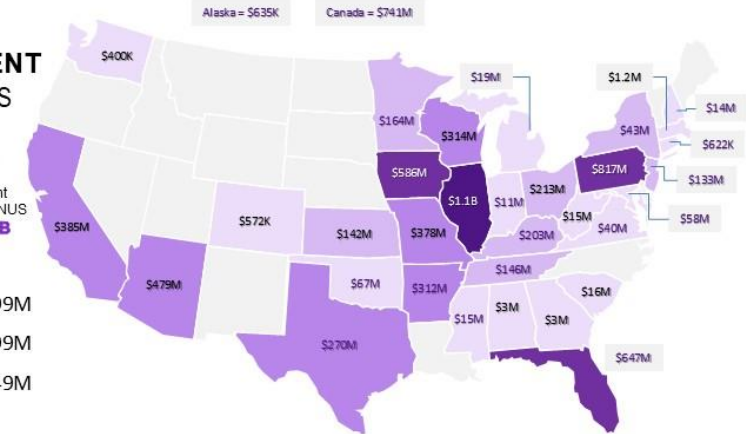 Alaska = $635K
Canada = $741M
ENT
S
nt
NUS
B
9M
9M
9M
$400K
$19M
$1.2M
$14M
$164M
$314M
$43M
$622K
$586M
$817M
$133M
$1.1B
$11M
$213M
$15M
$58M
$572K
$385M
$142M
$378M
$203M
$40M
$479M
$67M
$312M
$146M
$16M
$15M
$3M
$3M
$270M
$647M